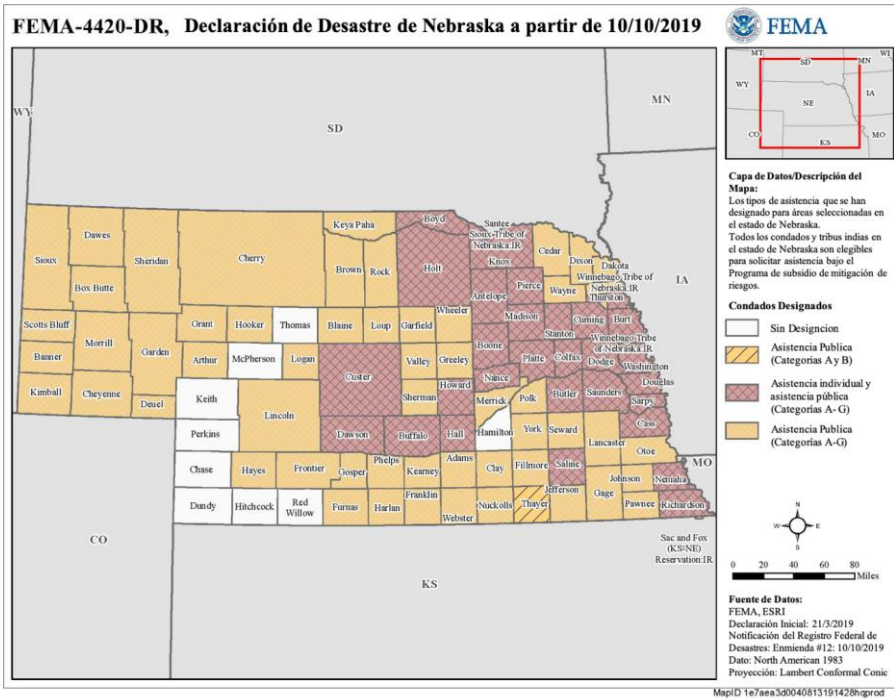 FEMA-4420-DR, Declaración de Desastre de Nebraska a partir de 10/10/2019
FEMA
MT
SD
MN
WI
WY
NE
IA
CO
KS
MO
WY
SD
MN
IA
MO
CO
KS
Sioux
Dawes
Box Butte
Sheridan
Cherry
Keya Paha
Brown
Rock
Boyd
Holt
Santee
Sioux Tribe of
Nebraska IR
Knox
Cedar
Dixon
Dakota
Winnebago Tribe of
Nebraska IR
Thurston
Wayne
Pierce
Antelope
Scotts Bluff
Banner
Kimball
Morrill
Cheyenne
Garden
Deuel
Grant
Hooker
Thomas
Blaine
Loup
Garfield
Wheeler
Arthur
McPherson
Logan
Custer
Valley
Greeley
Sherman
Howard
Boone
Madison
Stanton
Cuming
Burt
Winnebago Tribe
of Nebraska IR
Platte
Colfax
Dodge
Washington
Douglas
Sarpy
Nance
Merrick
Polk
Butler
Saunders
Cass
Keith
Perkins
Lincoln
Dawson
Buffalo
Hall
Hamilton
York
Seward
Lancaster
Otoe
Chase
Hayes
Frontier
Gosper
Phelps
Kearney
Adams
Clay
Fillmore
Saline
Johnson
Nemaha
Dundy
Hitchcock
Red
Willow
Furnas
Harlan
Franklin
Webster
Nuckolls
Thayer
Jefferson
Gage
Pawnee
Richardson
Sac and Fox
(KS-NE)
Reservation IR
Capa de Datos/Descripción del
Mapa:
Los tipos de asistencia que se han
designado para áreas seleccionadas en
el estado de Nebraska.
Todos los condados y tribus indias en
el estado de Nebraska son elegibles
para solicitar asistencia bajo el
Programa de subsidio de mitigación de
riesgos.
Condados Designados
Sin Designcion
Asistencia Publica
(Categorías A y B)
Asistencia individual y
asistencia pública
(Categorías A- G)
Asistencia Publica
(Categorías A-G)
N
W
E
S
0 20 40 60 80
Miles
Fuente de Datos:
FEMA, ESRI
Declaración Inicial: 21/3/2019
Notificación del Registro Federal de
Desastres: Enmienda #12: 10/10/2019
Dato: North American 1983
Proyección: Lambert Conformal Conic
MapID 1e7aea3d0040813191428hqprod